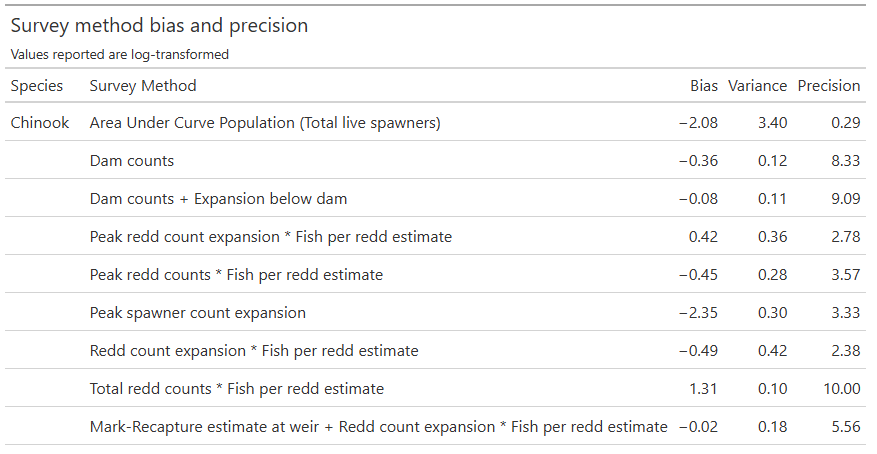 Survey method bias and precision
Values reported are log-transformed
Species Survey Method Bias Variance Precision
Chinook Area Under Curve Population (Total live spawners) −2.08 3.40 0.29
Dam counts −0.36 0.12 8.33
Dam counts + Expansion below dam −0.08 0.11 9.09
Peak redd count expansion * Fish per redd estimate 0.42 0.36 2.78
Peak redd counts * Fish per redd estimate −0.45 0.28 3.57
Peak spawner count expansion −2.35 0.30 3.33
Redd count expansion * Fish per redd estimate −0.49 0.42 2.38
Total redd counts * Fish per redd estimate 1.31 0.10 10.00
Mark-Recapture estimate at weir + Redd count expansion * Fish per redd estimate −0.02 0.18 5.56